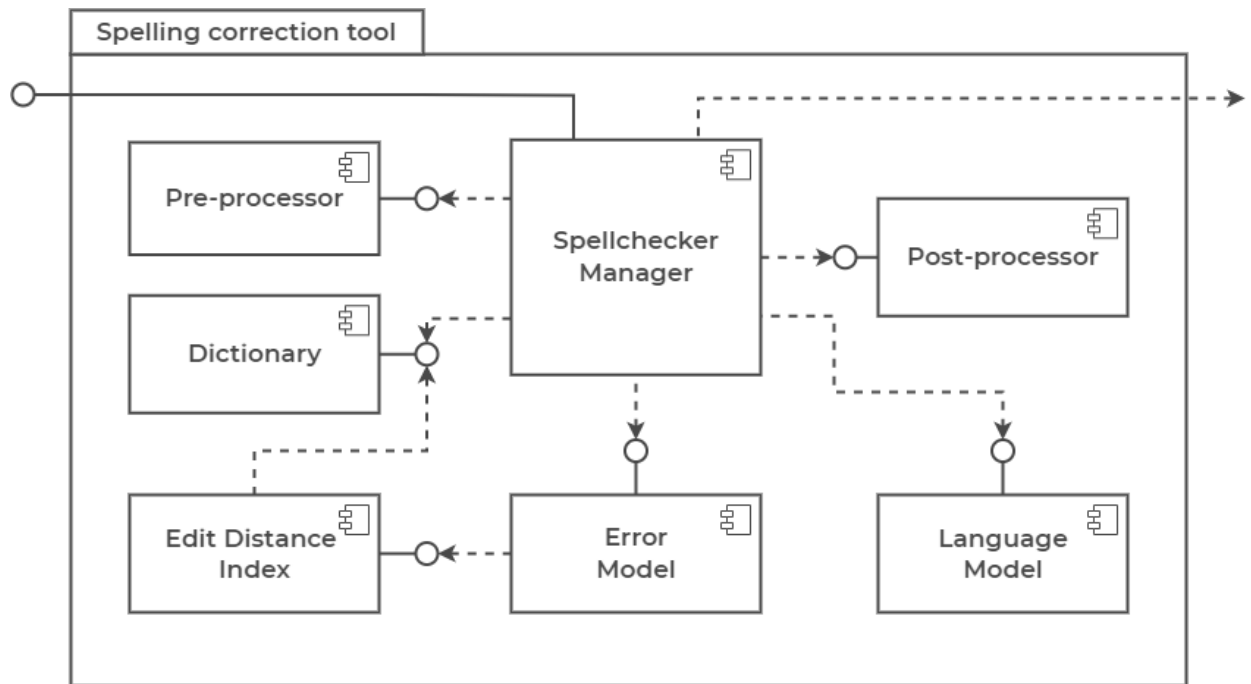 Spelling correction tool
Pre-processor
Spellchecker
Manager
Post-processor
Dictionary
Edit Distance
Index
Error
Model
Language
Model